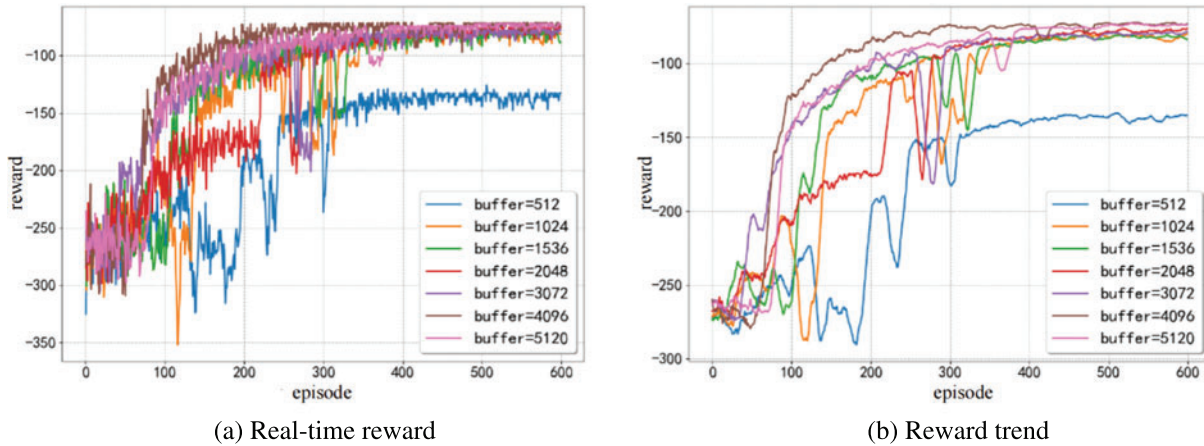 −100
−150
−200
−250
−300
−350
reward
0 100 200 300 400 500 600
episode
buffer=512
buffer=1024
buffer=1536
buffer=2048
buffer=3072
buffer=4096
buffer=5120
(a) Real-time reward
−100
−150
−200
−250
−300
reward
0 100 200 300 400 500 600
episode
buffer=512
buffer=1024
buffer=1536
buffer=2048
buffer=3072
buffer=4096
buffer=5120
(b) Reward trend